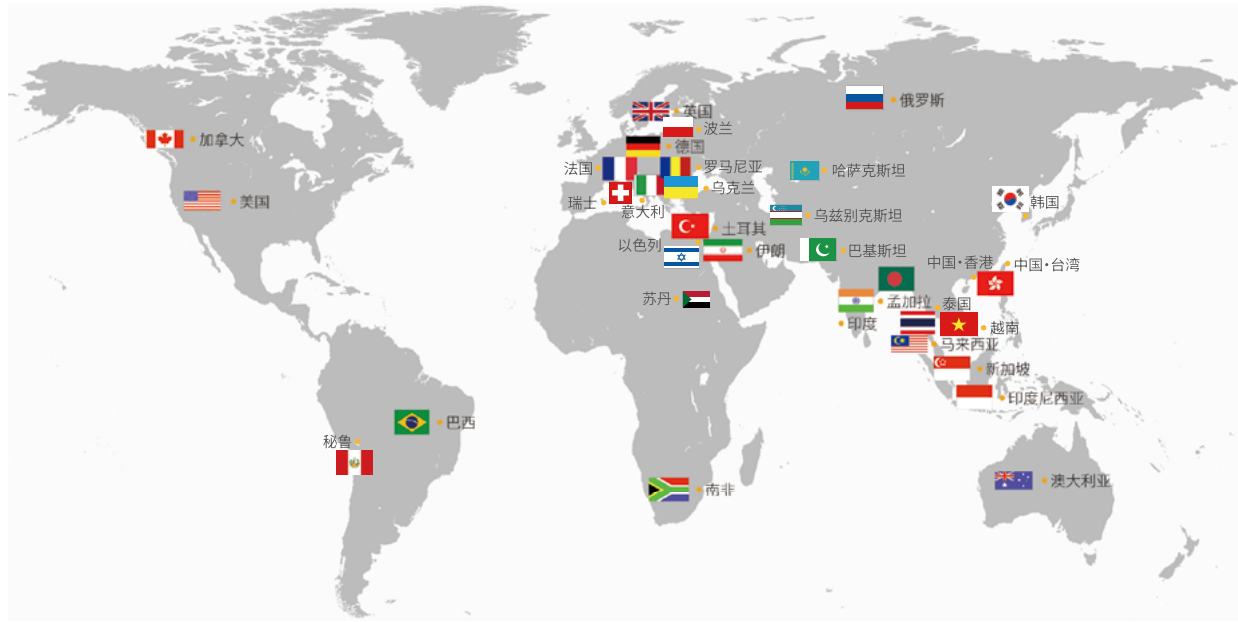 俄罗斯
英国
波兰
加拿大
德国
法国
罗马尼亚
哈萨克斯坦
乌克兰
美国
瑞士
意大利
韩国
乌兹别克斯坦
土耳其
以色列
伊朗
巴基斯坦
中国·香港
中国·台湾
苏丹
孟加拉
泰国
印度
越南
马来西亚
新加坡
印度尼西亚
巴西
秘鲁
澳大利亚
南非